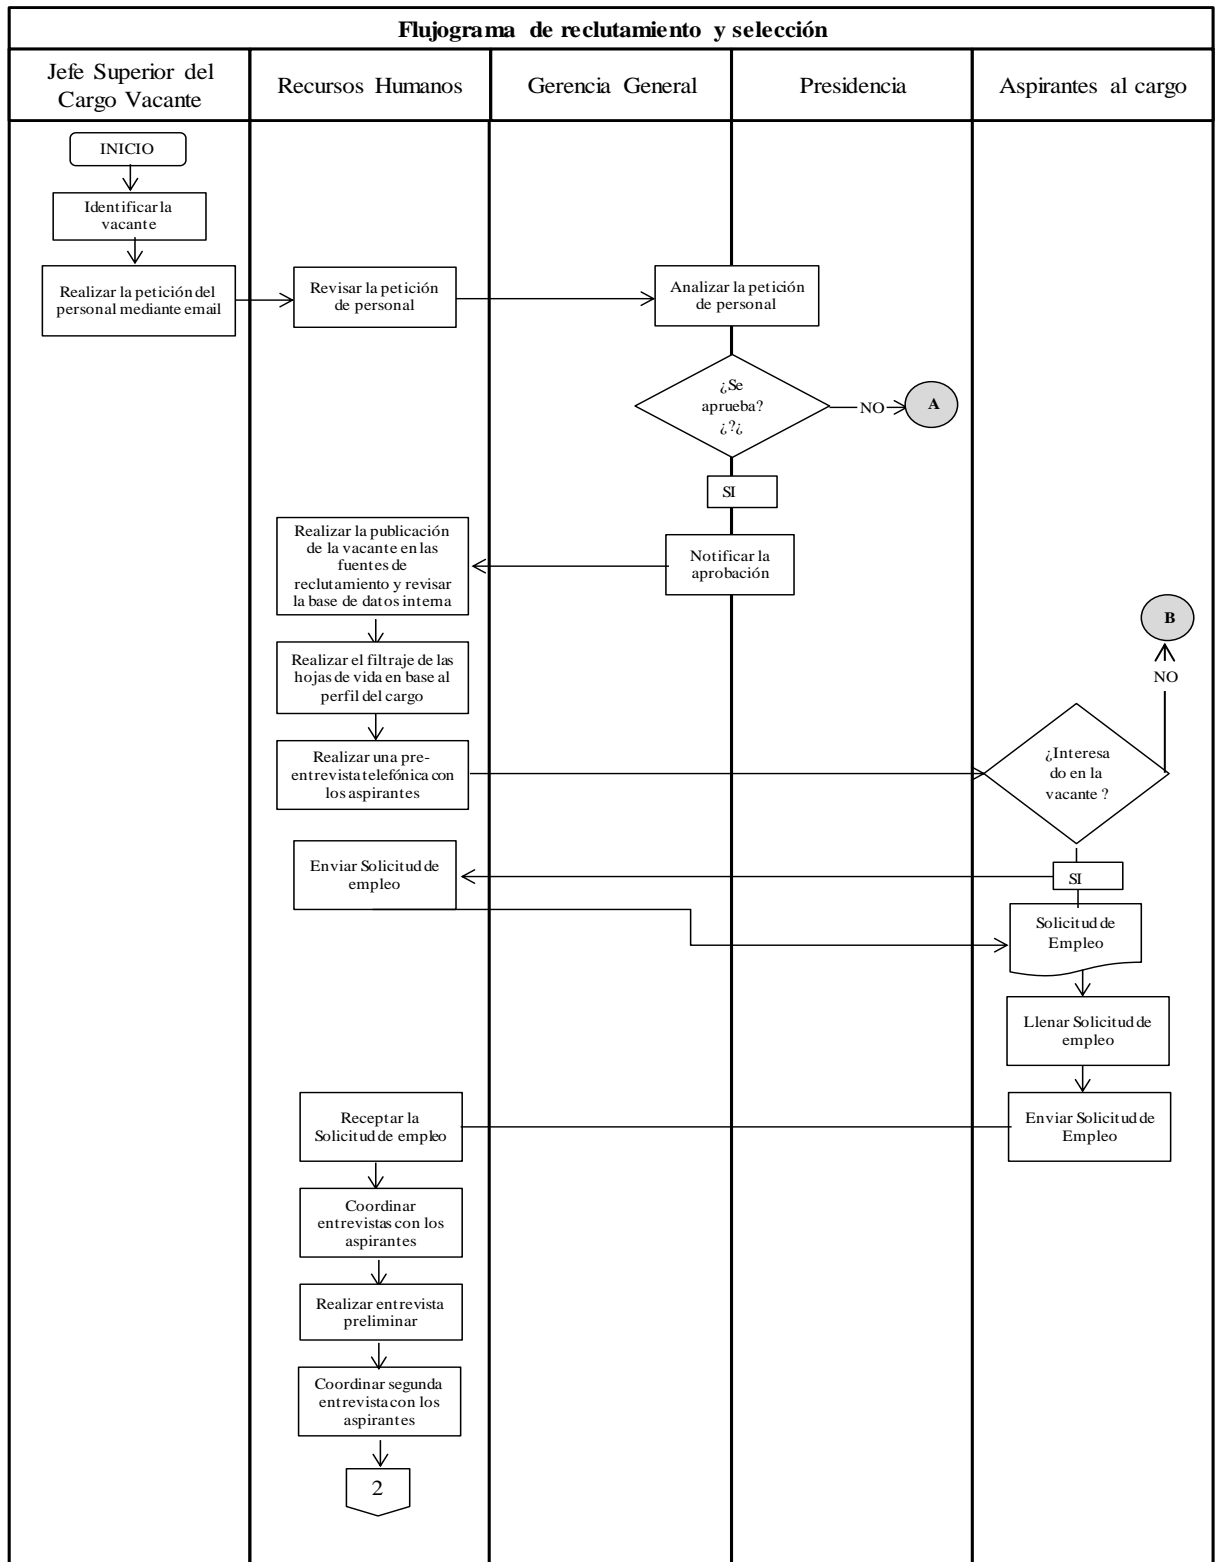 Flujograma de reclutamiento y selección
Jefe Superior del
Cargo Vacante
Recursos Humanos
Gerencia General
Presidencia
Aspirantes al cargo
INICIO
Identificar la
vacante
Realizar la petición del
personal mediante email
Revisar la petición
de personal
Analizar la petición
de personal
¿Se
aprueba?
¿?¿
NO
A
SI
Notificar la
aprobación
Realizar la publicación
de la vacante en las
fuentes de
reclutamiento y revisar
la base de datos interna
Realizar el filtraje de las
hojas de vida en base al
perfil del cargo
Realizar una pre-
entrevista telefónica con
los aspirantes
B
NO
¿Interesa
do en la
vacante ?
SI
Enviar Solicitud de
empleo
Solicitud de
Empleo
Llenar Solicitud de
empleo
Enviar Solicitud de
Empleo
Receptar la
Solicitud de empleo
Coordinar
entrevistas con los
aspirantes
Realizar entrevista
preliminar
Coordinar segunda
entrevista con los
aspirantes
2